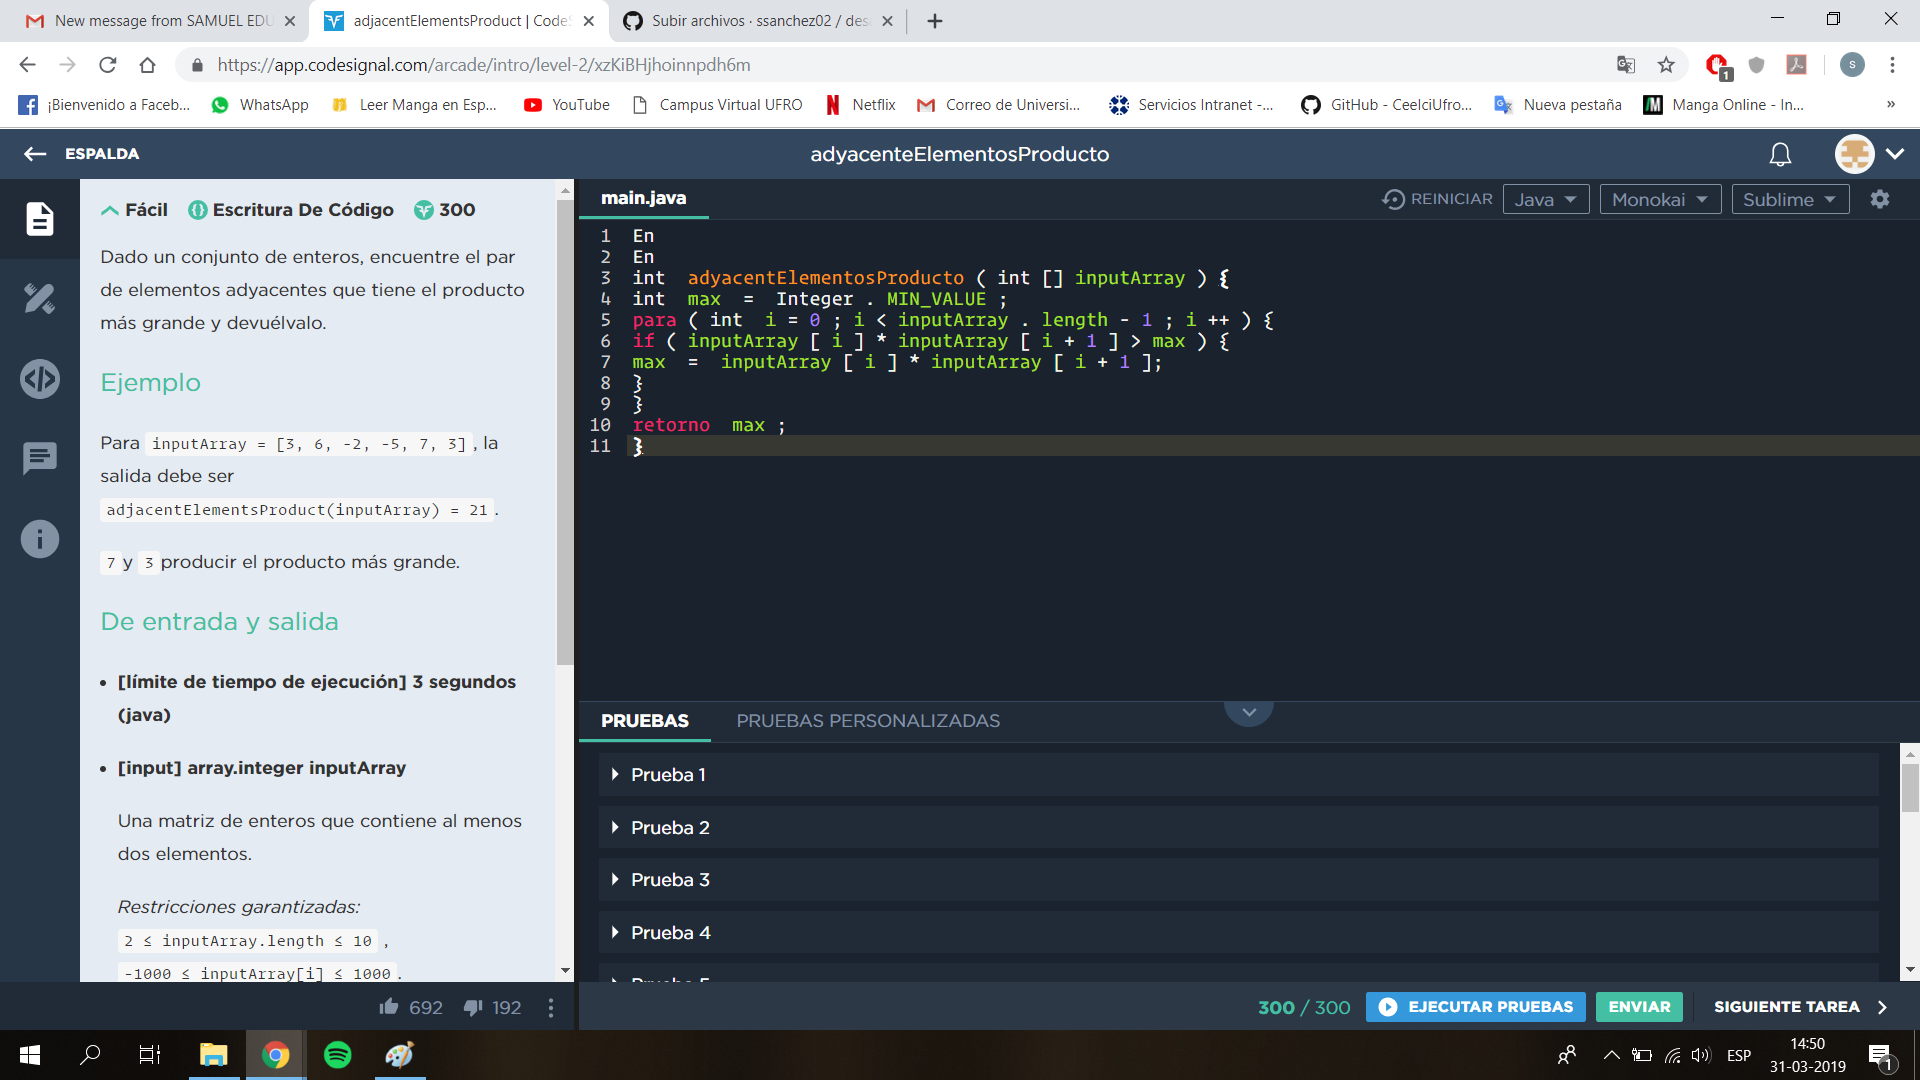 New message from SAMUEL EDU
adjacentElementsProduct | CodeS
Subir archivos · ssanchez02 / des
https://app.codesignal.com/arcade/intro/level-2/xzKiBHjhoinnpdh6m
1
s
¡Bienvenido a Faceb...
WhatsApp
Leer Manga en Esp...
YouTube
Campus Virtual UFRO
Netflix
Correo de Universi...
Servicios Intranet -...
GitHub - CeelciUfro...
Nueva pestaña
Manga Online - In...
»
ESPALDA
adyacenteElementosProducto
Fácil
Escritura De Código
300
main.java
REINICIAR
Java
Monokai
Sublime
Dado un conjunto de enteros, encuentre el par
de elementos adyacentes que tiene el producto
más grande y devuélvalo.
Ejemplo
Para inputArray = [3, 6, -2, -5, 7, 3] , la
salida debe ser
adjacentElementsProduct(inputArray) = 21 .
7 y 3 producir el producto más grande.
De entrada y salida
• [límite de tiempo de ejecución] 3 segundos
(java)
• [input] array.integer inputArray
Una matriz de enteros que contiene al menos
dos elementos.
Restricciones garantizadas:
2 ≤ inputArray.length ≤ 10 ,
-1000 ≤ inputArray[i] ≤ 1000 .
692
192
1 En
2 En
3 int adyacentElementosProducto ( int [] inputArray ) {
4 int max = Integer . MIN_VALUE ;
5 para ( int i = 0 ; i < inputArray . length - 1 ; i ++ ) {
6 if ( inputArray [ i ] * inputArray [ i + 1 ] > max ) {
7 max = inputArray [ i ] * inputArray [ i + 1 ];
8 }
9 }
10 retorno max ;
11 }
PRUEBAS
PRUEBAS PERSONALIZADAS
Prueba 1
Prueba 2
Prueba 3
Prueba 4
300 / 300
EJECUTAR PRUEBAS
ENVIAR
SIGUIENTE TAREA
ESP
14:50
31-03-2019
1